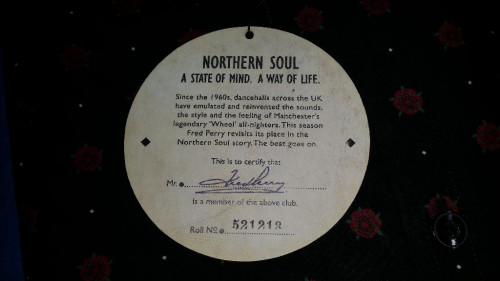 NORTHERN SOUL
A STATE OF MIND. A WAY OF LIFE.
Since the 1960s, dancehalls across the UK
have emulated and reinvented the sounds,
the style and the feeling of Manchester's
legendary 'Wheel' all-nighters. This season
Fred Perry revisits its place in the
Northern Soul story. The beat goes on.
This is to certify that
Mr. Fred Perry
is a member of the above club.
Roll No 521213